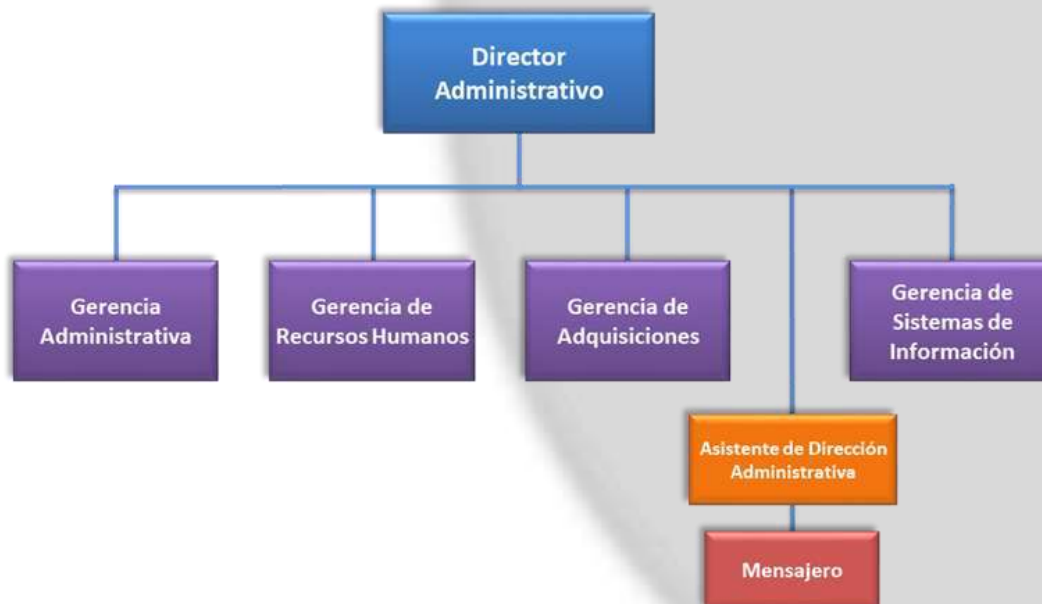 Director
Administrativo
Gerencia
Administrativa
Gerencia de
Recursos Humanos
Gerencia de
Adquisiciones
Gerencia de
Sistemas de
Información
Asistente de Dirección
Administrativa
Mensajero